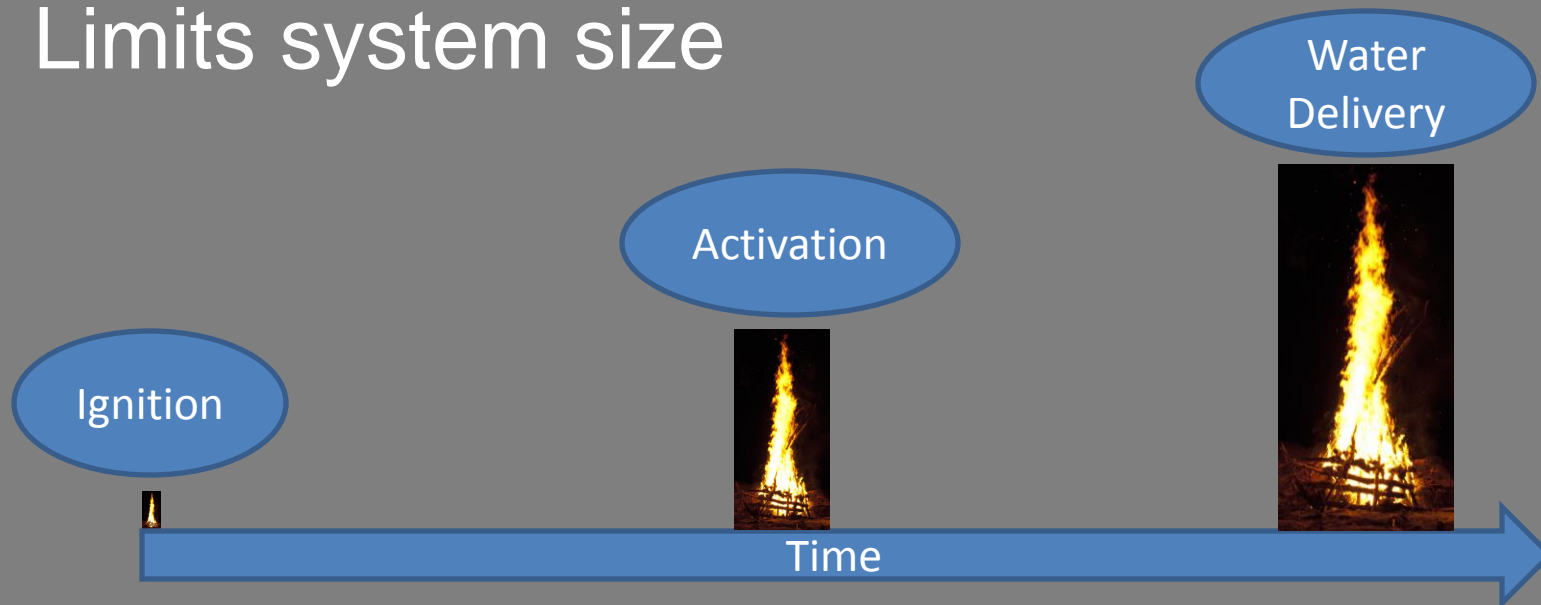 Limits system size
Water
Delivery
Activation
Ignition
Time